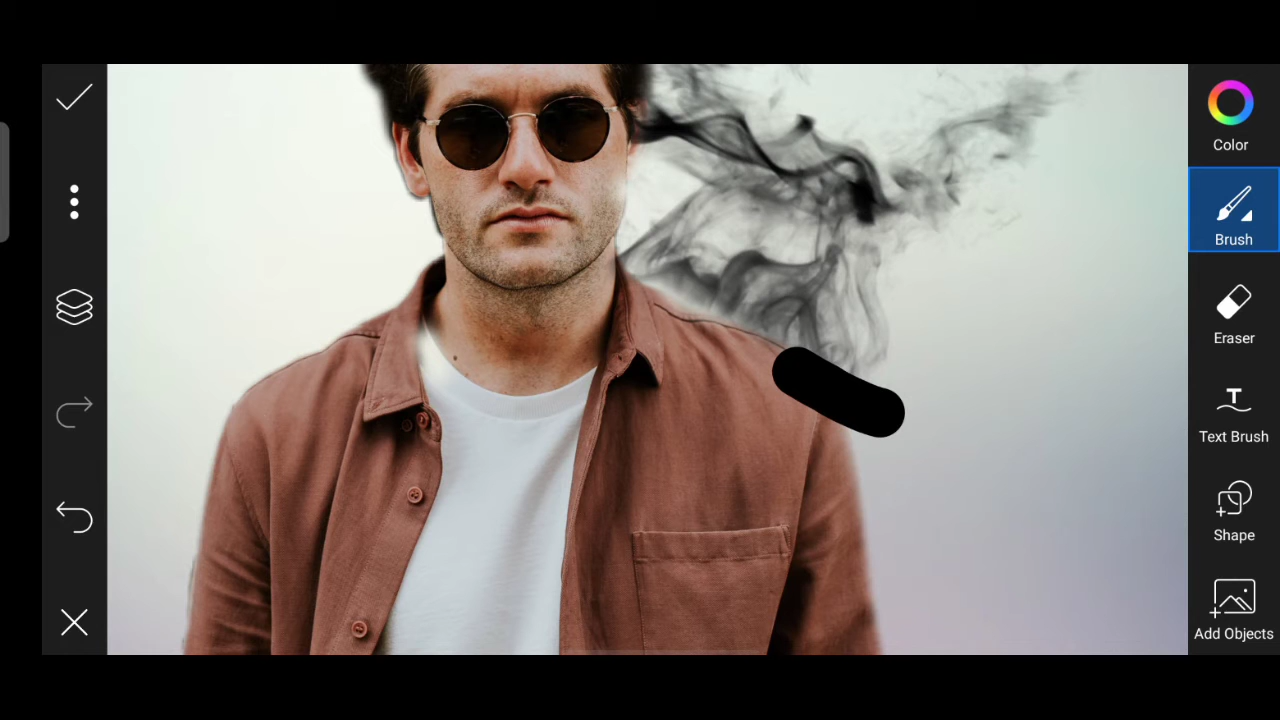 Color
Brush
Eraser
T
Text Brush
Shape
Add Objects